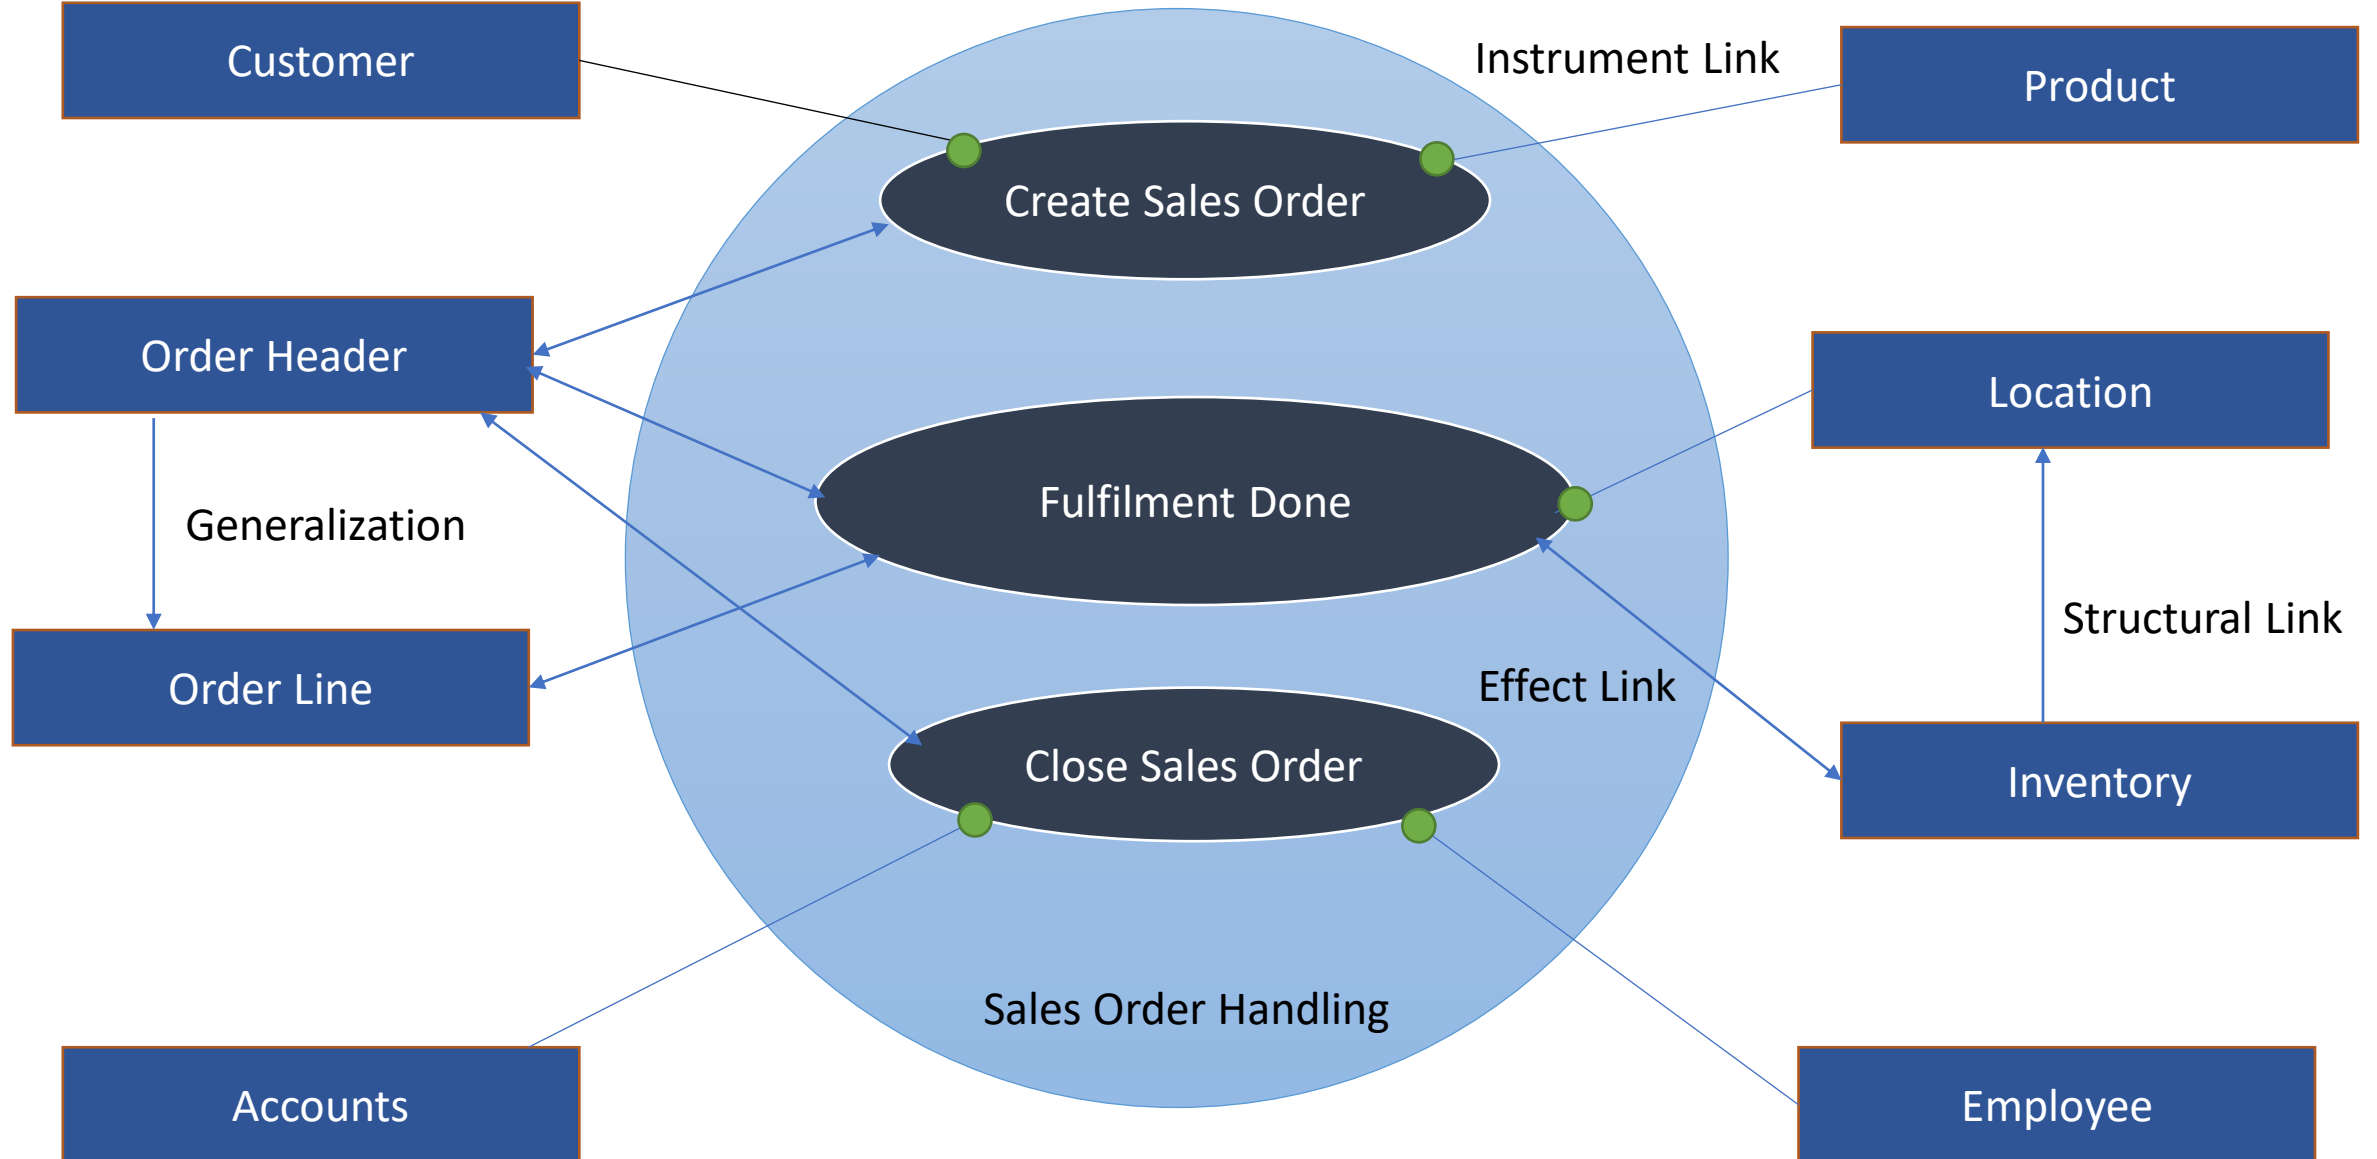 Customer
Instrument Link
Product
Create Sales Order
Order Header
Location
Fulfilment Done
Generalization
Structural Link
Order Line
Effect Link
Close Sales Order
Inventory
Sales Order Handling
Accounts
Employee